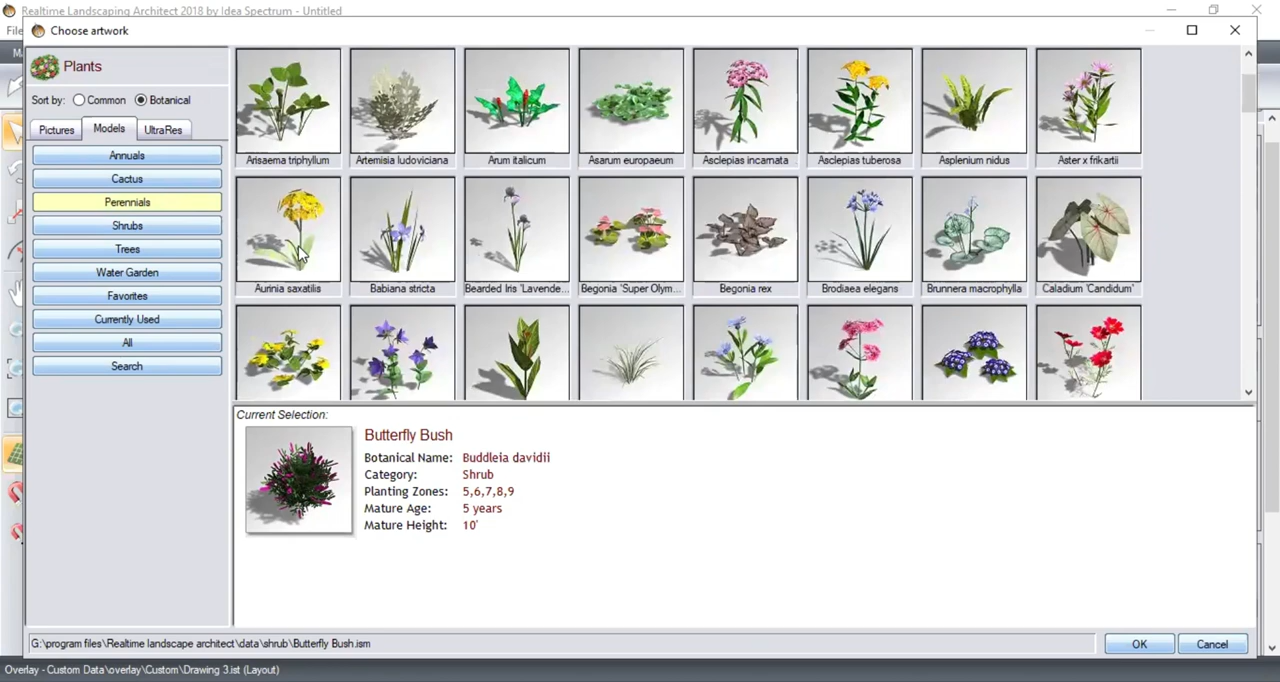 Realtime Landscaping Architect 2018 by Idea Spectrum - Untitled
File
Choose artwork
Plants
Sort by: Common Botanical
Pictures Models UltraRes
Annuals
Cactus
Perennials
Shrubs
Trees
Water Garden
Favorites
Currently Used
All
Search
Arisaema triphyllum Artemisia ludoviciana Arum italicum Asarum europaeum Asclepias incarnata Asclepias tuberosa Asplenium nidus Aster x frikartii
Aurinia saxatilis Babiana stricta Bearded Iris 'Lavende... Begonia 'Super Olym... Begonia rex Brodiaea elegans Brunnera macrophylla Caladium 'Candidum'
Current Selection:
Butterfly Bush
Botanical Name: Buddleia davidii
Category: Shrub
Planting Zones: 5,6,7,8,9
Mature Age: 5 years
Mature Height: 10'
G:\program files\Realtime landscape architect\data\shrub\Butterfly Bush.ism
OK Cancel
Overlay - Custom Data\overlay\Custom\Drawing 3.ist (Layout)